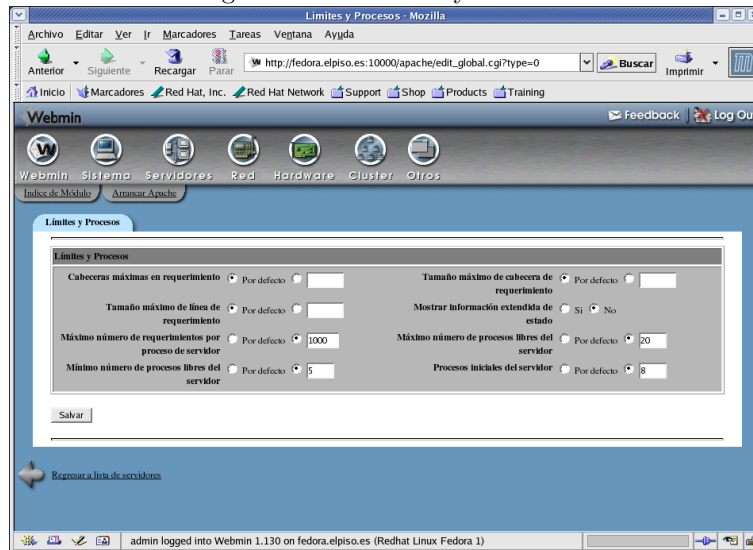 Límites y Procesos - Mozilla
Archivo Editar Ver Ir Marcadores Tareas Ventana Ayuda
Anterior Siguiente Recargar Parar http://fedora.elpiso.es:10000/apache/edit_global.cgi?type=0 Buscar Imprimir
Inicio Marcadores Red Hat, Inc. Red Hat Network Support Shop Products Training
Webmin Feedback Log Ou
Webmin Sistema Servidores Red Hardware Cluster Otros
Indice de Módulo Arrancar Apache
Límites y Procesos
Límites y Procesos
Cabeceras máximas en requerimiento Por defecto
Tamaño máximo de cabecera de requerimiento Por defecto
Tamaño máximo de línea de requerimiento Por defecto
Mostrar información extendida de estado Si No
Máximo número de requerimientos por proceso de servidor Por defecto 1000
Máximo número de procesos libres del servidor Por defecto 20
Mínimo número de procesos libres del servidor Por defecto 5
Procesos iniciales del servidor Por defecto 8
Salvar
Regresar a lista de servidores
admin logged into Webmin 1.130 on fedora.elpiso.es (Redhat Linux Fedora 1)